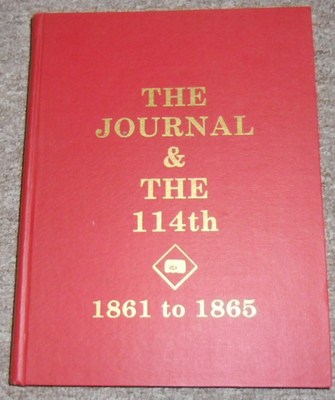 THE
JOURNAL
&
THE
114th
1861 to 1865